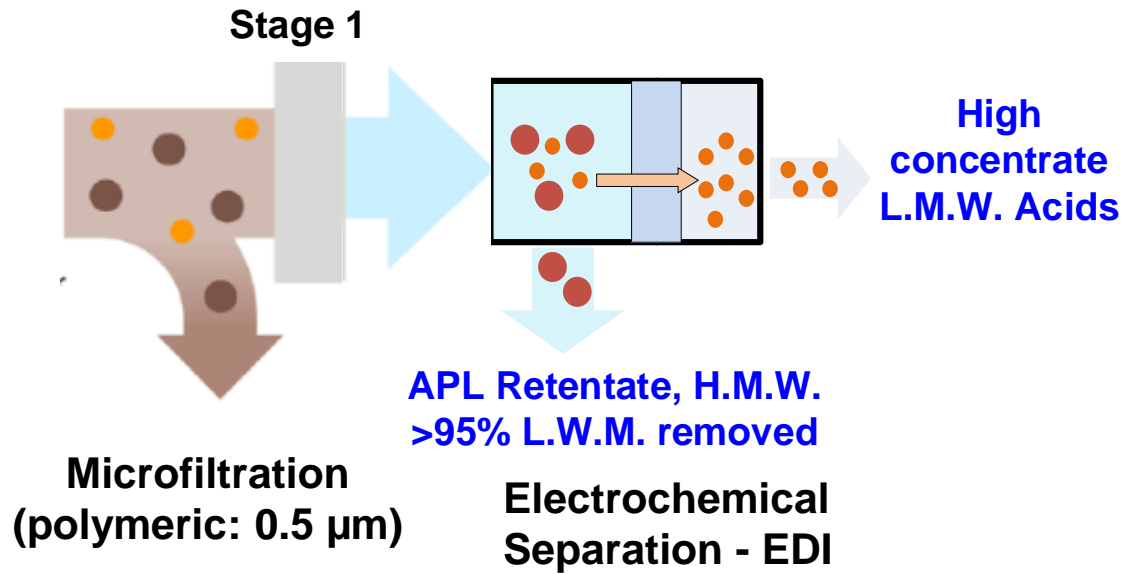 Stage 1
High
concentrate
L.M.W. Acids
APL Retentate, H.M.W.
>95% L.W.M. removed
Microfiltration
(polymeric: 0.5 µm)
Electrochemical
Separation - EDI